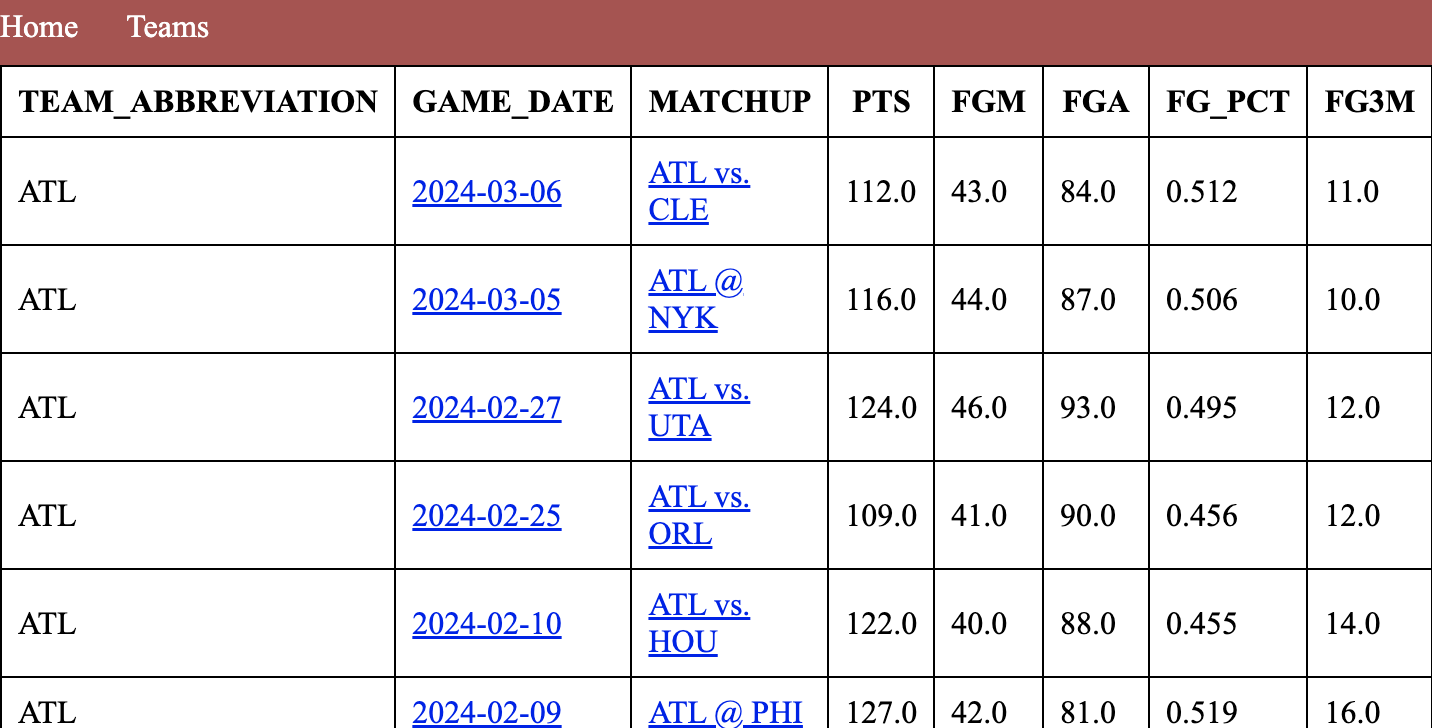 Home Teams
TEAM_ABBREVIATION GAME_DATE MATCHUP PTS FGM FGA FG_PCT FG3M
ATL 2024-03-06 ATL vs. CLE 112.0 43.0 84.0 0.512 11.0
ATL 2024-03-05 ATL @ NYK 116.0 44.0 87.0 0.506 10.0
ATL 2024-02-27 ATL vs. UTA 124.0 46.0 93.0 0.495 12.0
ATL 2024-02-25 ATL vs. ORL 109.0 41.0 90.0 0.456 12.0
ATL 2024-02-10 ATL vs. HOU 122.0 40.0 88.0 0.455 14.0
ATL 2024-02-09 ATL @ PHI 127.0 42.0 81.0 0.519 16.0